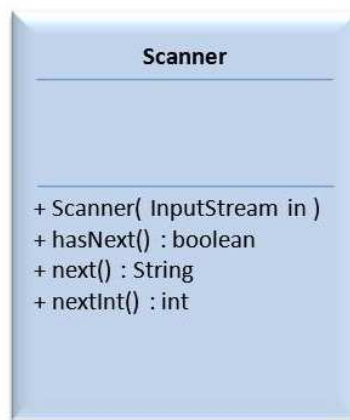 Scanner
+ Scanner( InputStream in )
+ hasNext() : boolean
+ next() : String
+ nextInt() : int